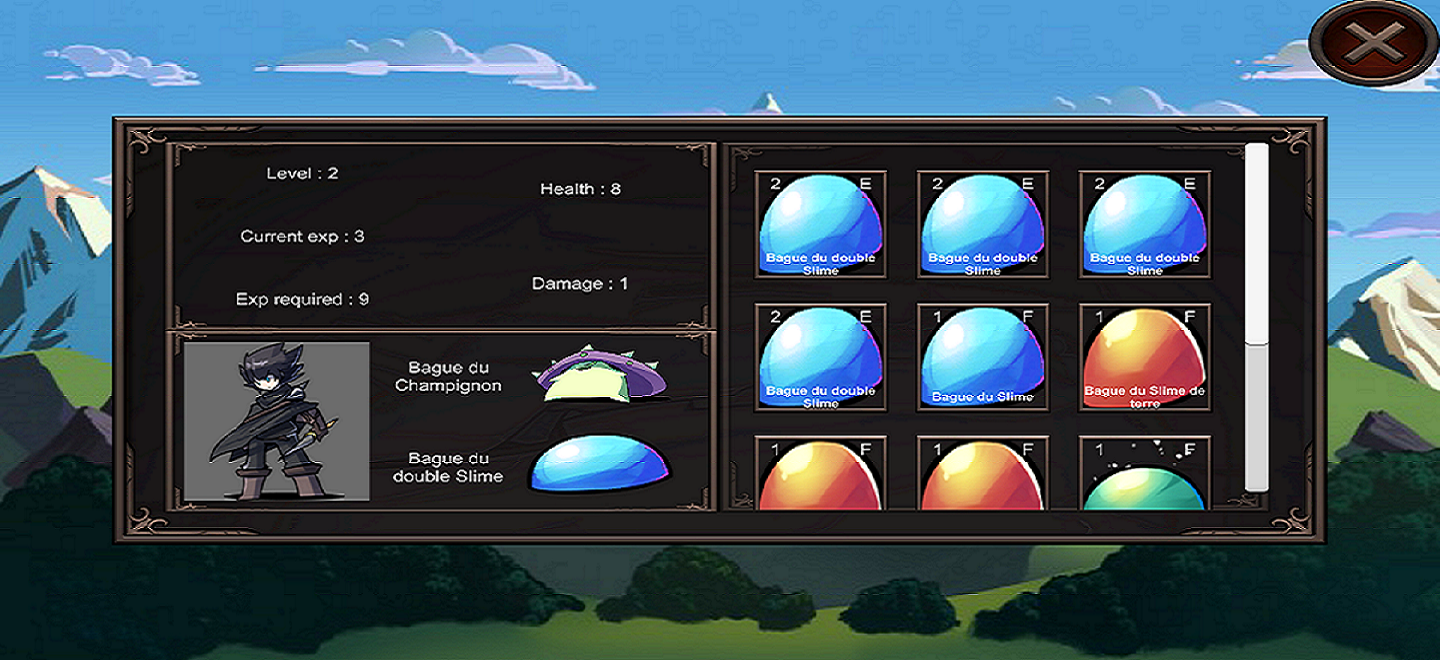 Level : 2
Health : 8
Current exp : 3
Damage : 1
Exp required : 9
Bague du
Champignon
Bague du
double Slime
2 E
Bague du double
Slime
2 E
Bague du double
Slime
2 E
Bague du double
Slime
2 E
Bague du double
Slime
1 F
Bague du Slime
1 F
Bague du Slime de
terre
1 F
1 F
1 F